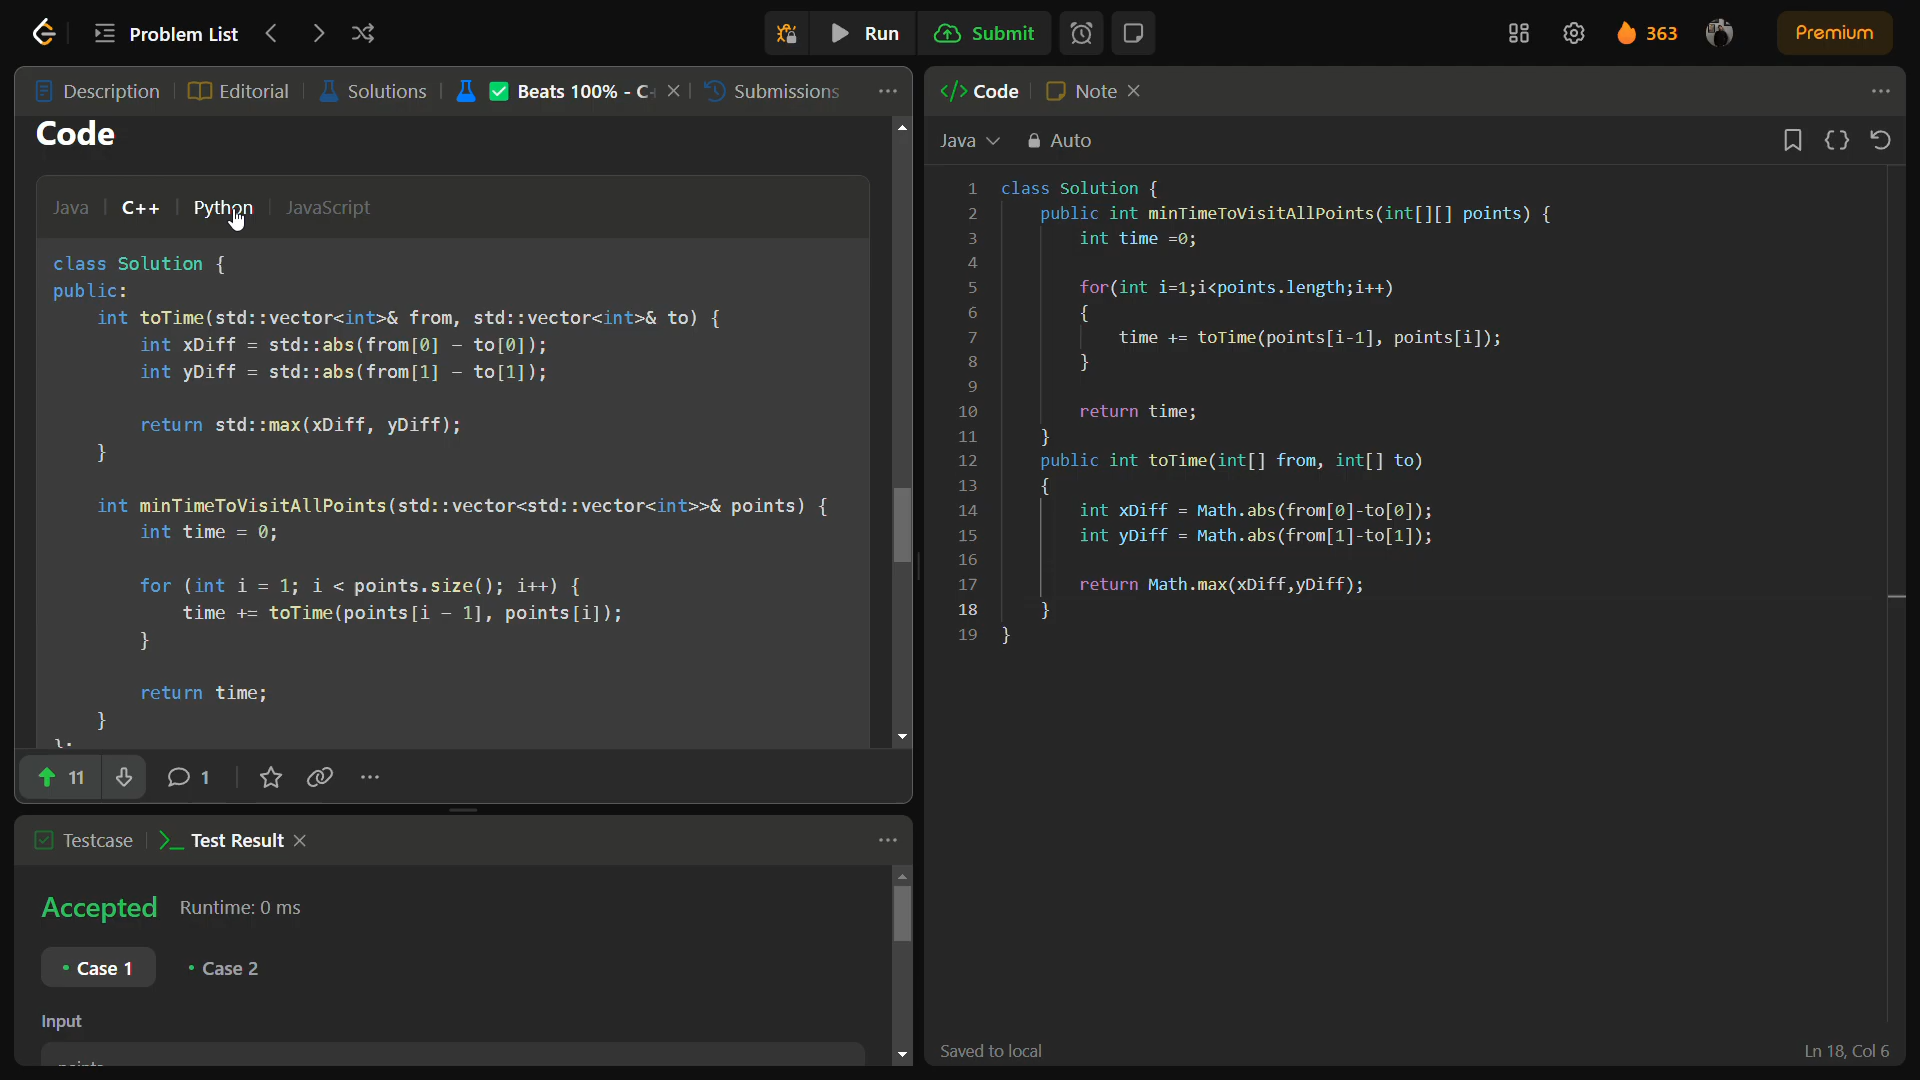 Problem List
Run
Submit
363
Premium
Description
Editorial
Solutions
Beats 100% - C
Submissions
Code
Java
C++
Python
JavaScript
class Solution {
public:
int toTime(std::vector<int>& from, std::vector<int>& to) {
int xDiff = std::abs(from[0] - to[0]);
int yDiff = std::abs(from[1] - to[1]);
return std::max(xDiff, yDiff);
}
int minTimeToVisitAllPoints(std::vector<std::vector<int>>& points) {
int time = 0;
for (int i = 1; i < points.size(); i++) {
time += toTime(points[i - 1], points[i]);
}
return time;
}
};
11
1
Testcase
Test Result
Accepted
Runtime: 0 ms
Case 1
Case 2
Input
points
Code
Note
Java
Auto
1 class Solution {
2 public int minTimeToVisitAllPoints(int[][] points) {
3 int time =0;
4
5 for(int i=1;i<points.length;i++)
6 {
7 time += toTime(points[i-1], points[i]);
8 }
9
10 return time;
11 }
12 public int toTime(int[] from, int[] to)
13 {
14 int xDiff = Math.abs(from[0]-to[0]);
15 int yDiff = Math.abs(from[1]-to[1]);
16
17 return Math.max(xDiff,yDiff);
18 }
19 }
Saved to local
Ln 18, Col 6